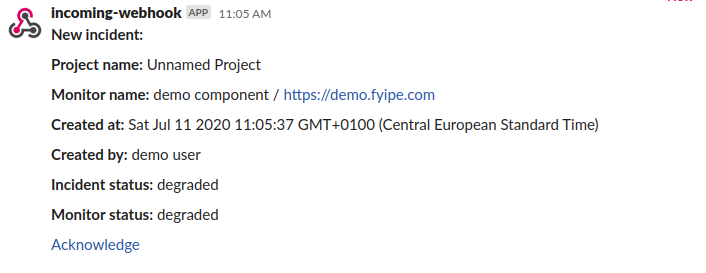 incoming-webhook APP 11:05 AM
New incident:
Project name: Unnamed Project
Monitor name: demo component / https://demo.fyipe.com
Created at: Sat Jul 11 2020 11:05:37 GMT+0100 (Central European Standard Time)
Created by: demo user
Incident status: degraded
Monitor status: degraded
Acknowledge